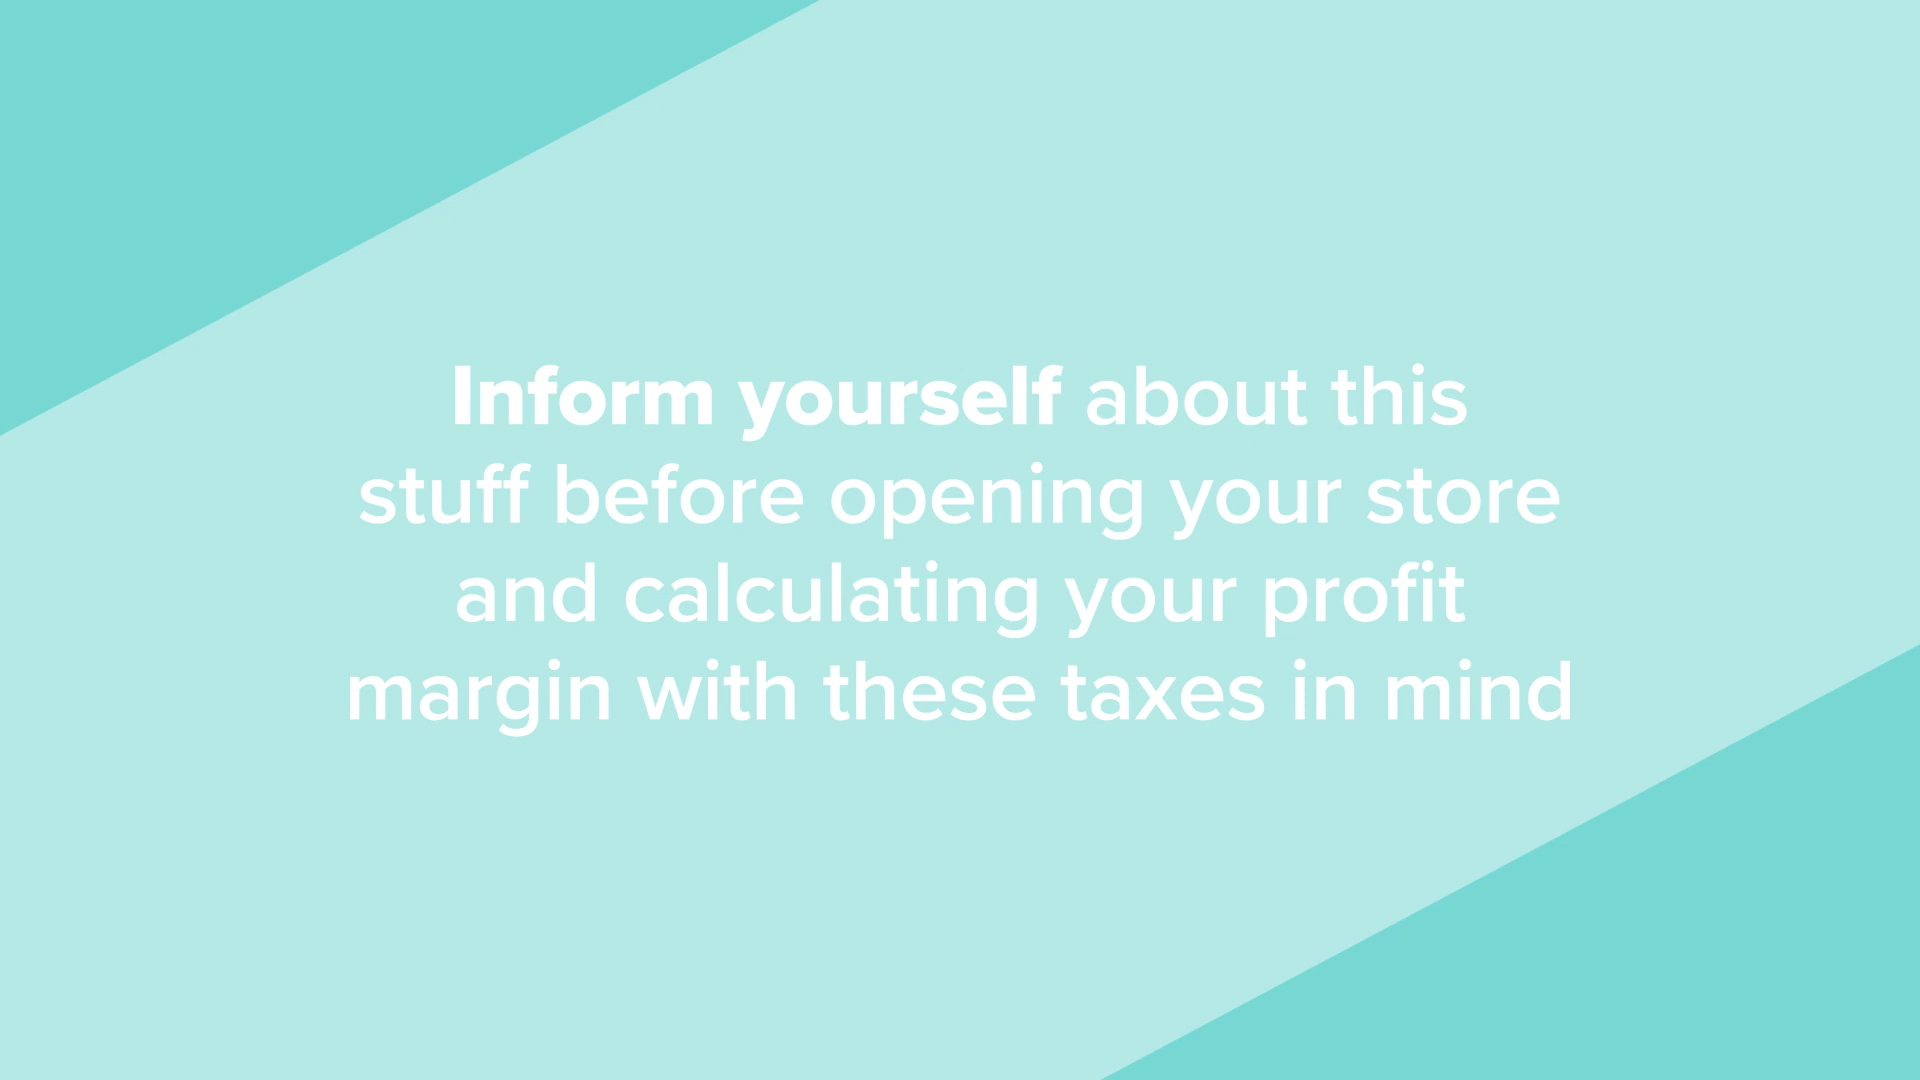 Inform yourself about this
stuff before opening your store
and calculating your profit
margin with these taxes in mind